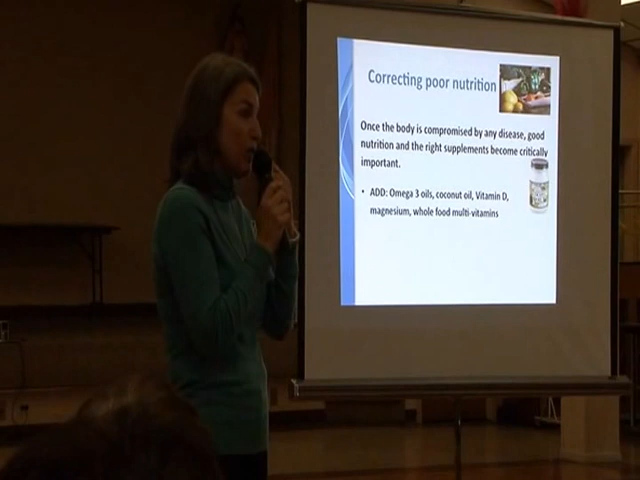 Correcting poor nutrition
Once the body is compromised by any disease, good
nutrition and the right supplements become critically
important.
• ADD: Omega 3 oils, coconut oil, Vitamin D,
magnesium, whole food multi-vitamins